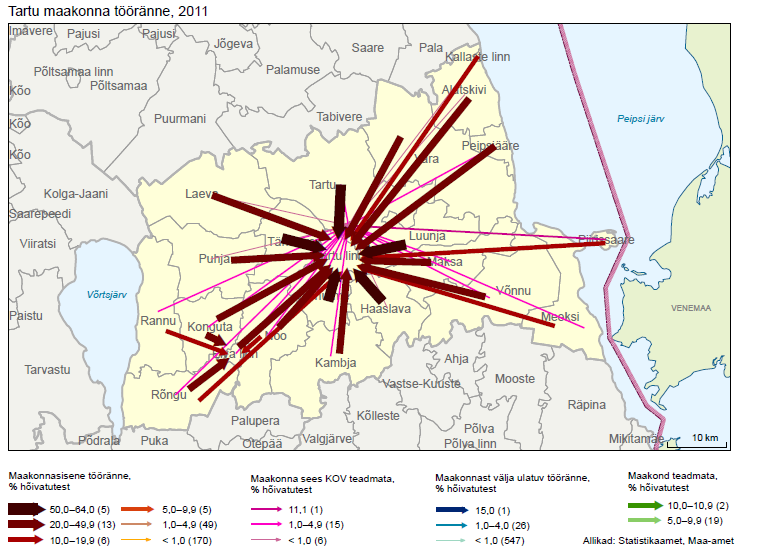 Tartu maakonna tööränne, 2011
Imavere
Pajusi
Pajusi
Jõgeva
Saare
Pala
Kallaste linn
Põltsamaa linn
Põltsamaa
Palamuse
Alatskivi
Kõo
Puurmani
Tabivere
Peipsi järv
Kõo
Kõo
Vara
Peipsiääre
Kolga-Jaani
Laeva
Tartu
Saarepeedi
Viiratsi
Luunja
Piirissaare
Puhja
Tartu linn
Mäksa
Võrtsjärv
Võnnu
VENEMAA
Paistu
Rannu
Konguta
Haaslava
Meeksi
Nõo
Elva linn
Tarvastu
Kambja
Ahja
Rõngu
Vastse-Kuuste
Mooste
Räpina
Palupera
Kõlleste
Põlva
Põdrala
Puka
Otepää
Valgjärve
Põlva linn
Mikitamäe
10 km
Maakonnasisene tööränne,
% hõivatutest
50,0–64,0 (5)
20,0–49,9 (13)
10,0–19,9 (6)
5,0–9,9 (5)
1,0–4,9 (49)
< 1,0 (170)
Maakonna sees KOV teadmata,
% hõivatutest
11,1 (1)
1,0–4,9 (15)
< 1,0 (6)
Maakonnast välja ulatuv tööränne,
% hõivatutest
15,0 (1)
1,0–4,0 (26)
< 1,0 (547)
Maakond teadmata,
% hõivatutest
10,0–10,9 (2)
5,0–9,9 (19)
Allikad: Statistikaamet, Maa-amet